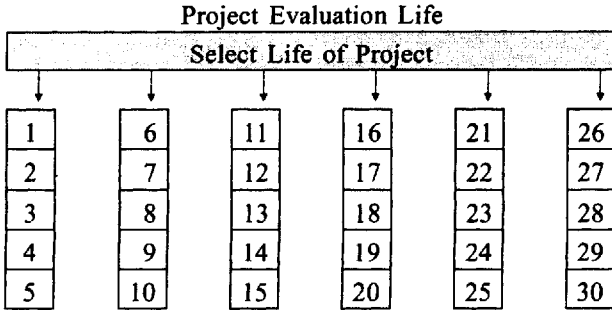 Project Evaluation Life
Select Life of Project
1 6 11 16 21 26
2 7 12 17 22 27
3 8 13 18 23 28
4 9 14 19 24 29
5 10 15 20 25 30